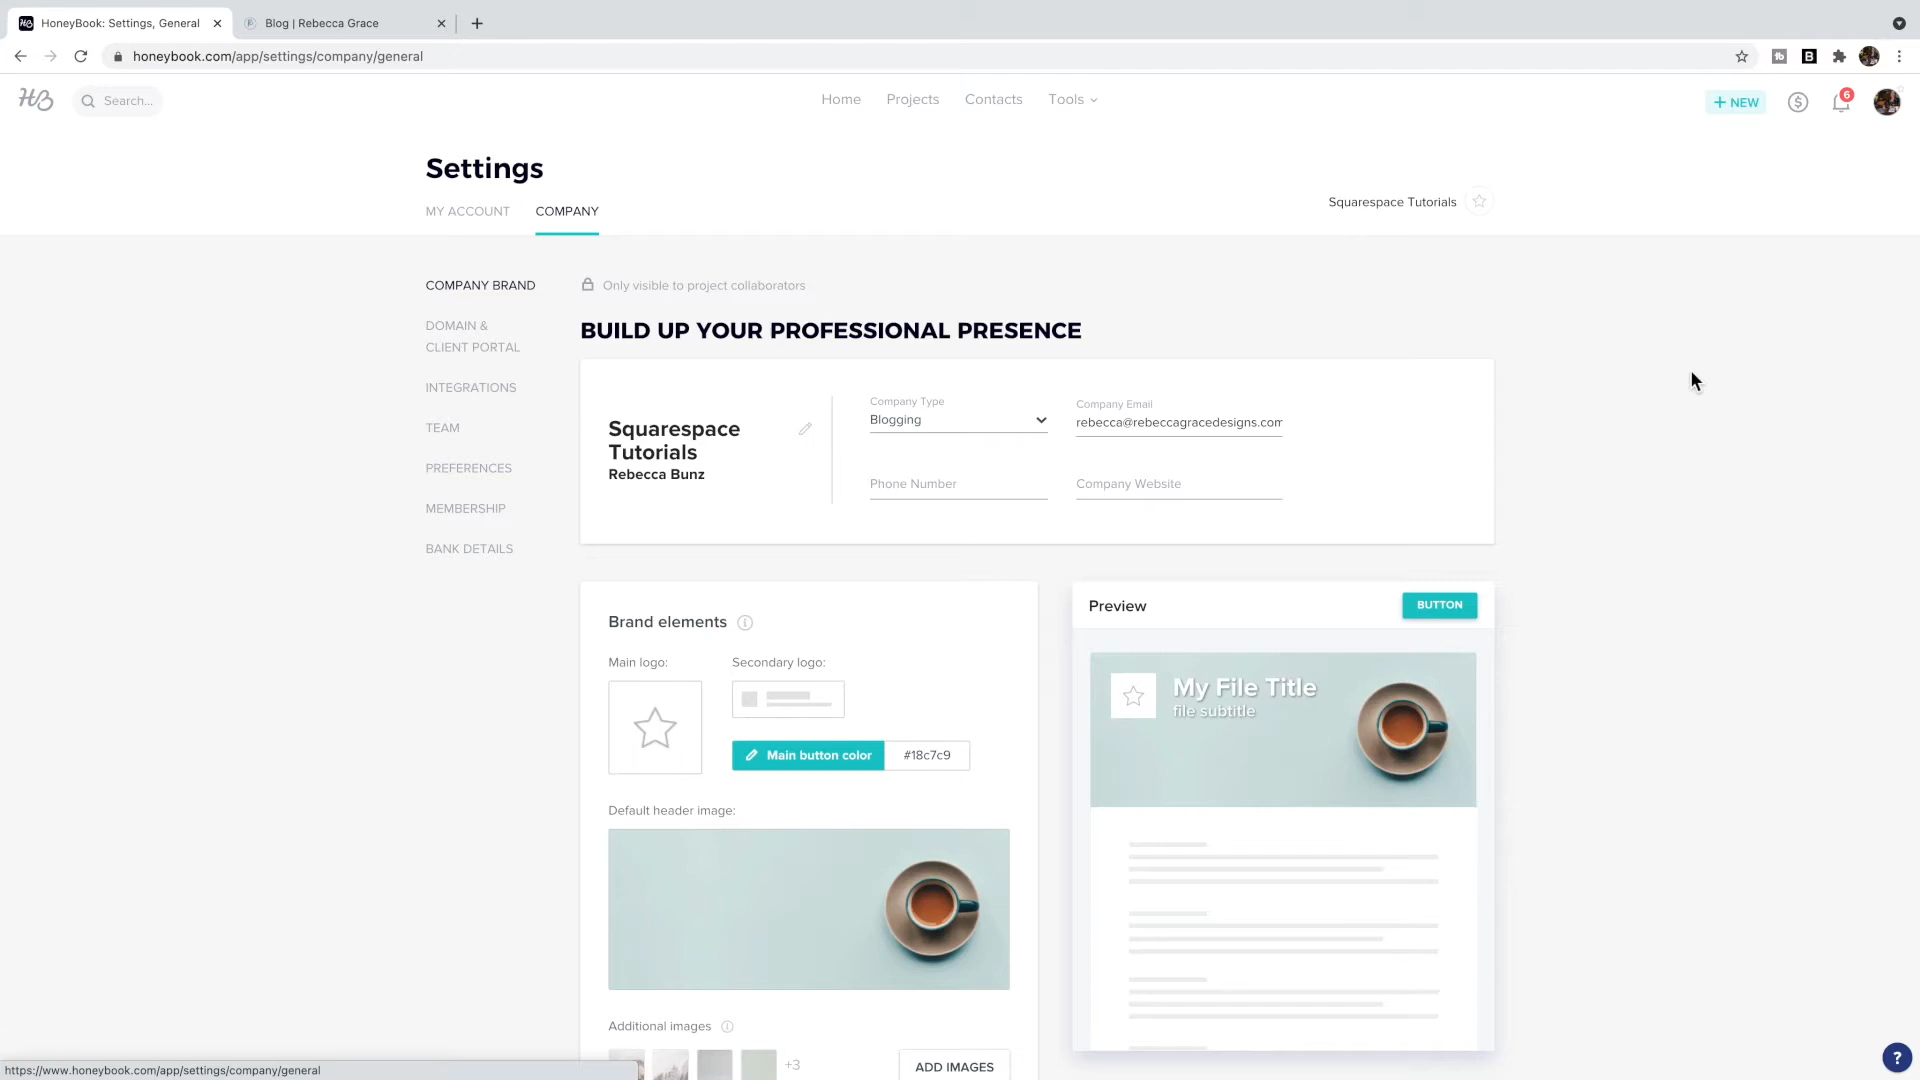 HoneyBook: Settings, General
Blog | Rebecca Grace
honeybook.com/app/settings/company/general
HB
Search...
Home
Projects
Contacts
Tools
+ NEW
6
Settings
MY ACCOUNT
COMPANY
Squarespace Tutorials
COMPANY BRAND
DOMAIN &
CLIENT PORTAL
INTEGRATIONS
TEAM
PREFERENCES
MEMBERSHIP
BANK DETAILS
Only visible to project collaborators
BUILD UP YOUR PROFESSIONAL PRESENCE
Squarespace
Tutorials
Rebecca Bunz
Company Type
Blogging
Company Email
rebecca@rebeccagracedesigns.com
Phone Number
Company Website
Brand elements
Main logo:
Secondary logo:
Main button color
#18c7c9
Default header image:
Additional images
+3
ADD IMAGES
Preview
BUTTON
My File Title
file subtitle
?
https://www.honeybook.com/app/settings/company/general